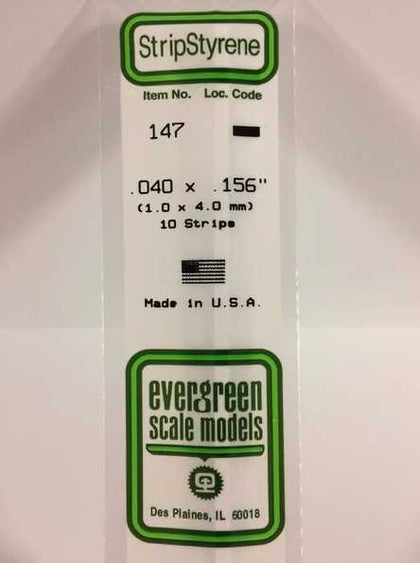 StripStyrene
Item No. Loc. Code
147
.040 x .156"
(1.0 x 4.0 mm)
10 Strips
Made in U.S.A.
evergreen
scale models
Des Plaines, IL 60018